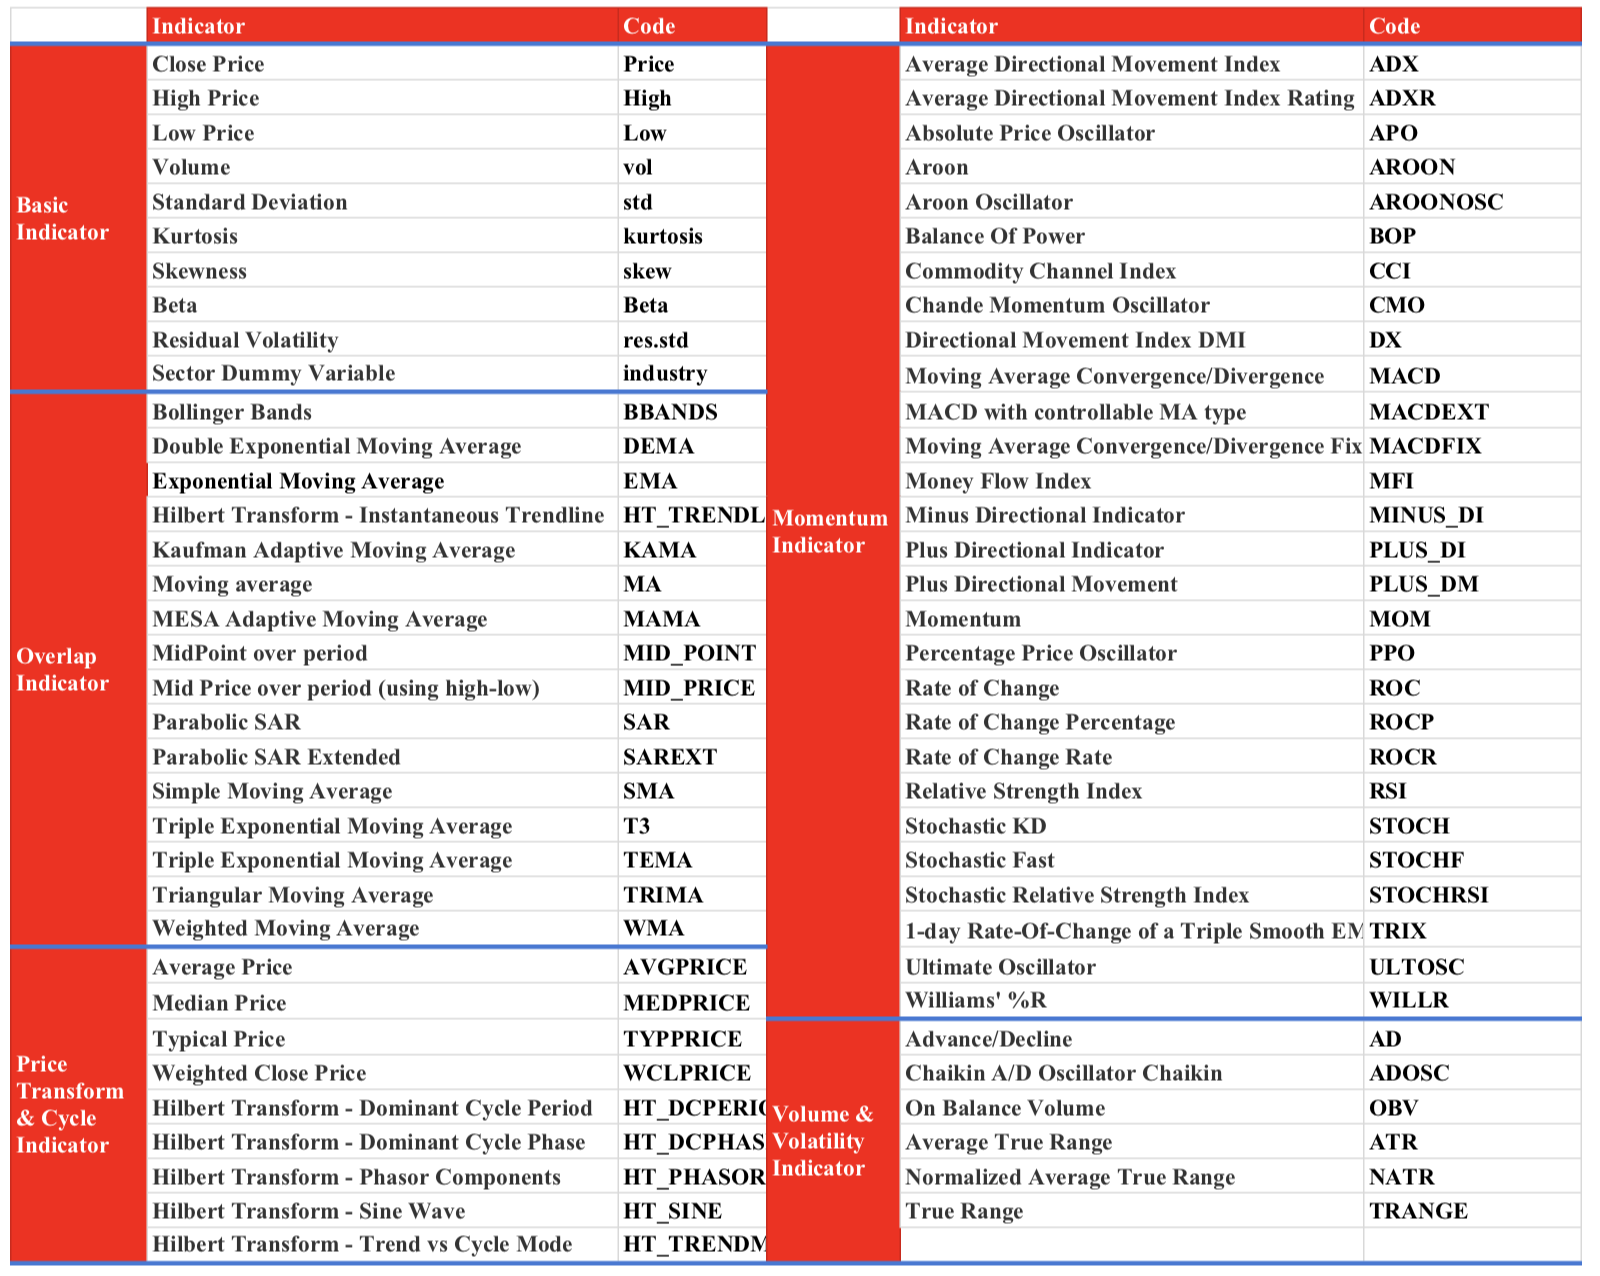 Indicator Code Indicator Code
Close Price Price Average Directional Movement Index ADX
High Price High Average Directional Movement Index Rating ADXR
Low Price Low Absolute Price Oscillator APO
Volume vol Aroon AROON
Standard Deviation std Aroon Oscillator AROONOSC
Basic
Indicator
Kurtosis kurtosis Balance Of Power BOP
Skewness skew Commodity Channel Index CCI
Beta Beta Chande Momentum Oscillator CMO
Residual Volatility res.std Directional Movement Index DMI DX
Sector Dummy Variable industry Moving Average Convergence/Divergence MACD
Bollinger Bands BBANDS MACD with controllable MA type MACDEXT
Double Exponential Moving Average DEMA Moving Average Convergence/Divergence Fix MACDFIX
Exponential Moving Average EMA Money Flow Index MFI
Hilbert Transform - Instantaneous Trendline HT_TRENDL Minus Directional Indicator MINUS_DI
Momentum
Indicator
Kaufman Adaptive Moving Average KAMA Plus Directional Indicator PLUS_DI
Moving average MA Plus Directional Movement PLUS_DM
MESA Adaptive Moving Average MAMA Momentum MOM
MidPoint over period MID_POINT Percentage Price Oscillator PPO
Overlap
Indicator
Mid Price over period (using high-low) MID_PRICE Rate of Change ROC
Parabolic SAR SAR Rate of Change Percentage ROCP
Parabolic SAR Extended SAREXT Rate of Change Rate ROCR
Simple Moving Average SMA Relative Strength Index RSI
Triple Exponential Moving Average T3 Stochastic KD STOCH
Triple Exponential Moving Average TEMA Stochastic Fast STOCHF
Triangular Moving Average TRIMA Stochastic Relative Strength Index STOCHRSI
Weighted Moving Average WMA 1-day Rate-Of-Change of a Triple Smooth EM TRIX
Average Price AVGPRICE Ultimate Oscillator ULTOSC
Median Price MEDPRICE Williams' %R WILLR
Typical Price TYPPRICE Advance/Decline AD
Price
Transform
& Cycle
Indicator
Weighted Close Price WCLPRICE Chaikin A/D Oscillator Chaikin ADOSC
Hilbert Transform - Dominant Cycle Period HT_DCPERIO On Balance Volume OBV
Volume &
Volatility
Indicator
Hilbert Transform - Dominant Cycle Phase HT_DCPHAS Average True Range ATR
Hilbert Transform - Phasor Components HT_PHASOR Normalized Average True Range NATR
Hilbert Transform - Sine Wave HT_SINE True Range TRANGE
Hilbert Transform - Trend vs Cycle Mode HT_TRENDM